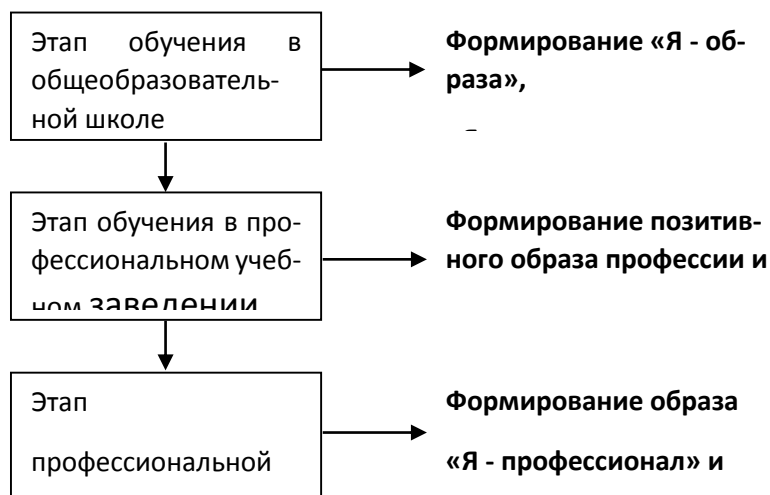 Этап обучения в
общеобразователь-
ной школе
Формирование «Я - об-
раза»,
Этап обучения в про-
фессиональном учеб-
ном заведении
Формирование позитив-
ного образа профессии и
Этап
профессиональной
Формирование образа
«Я - профессионал» и